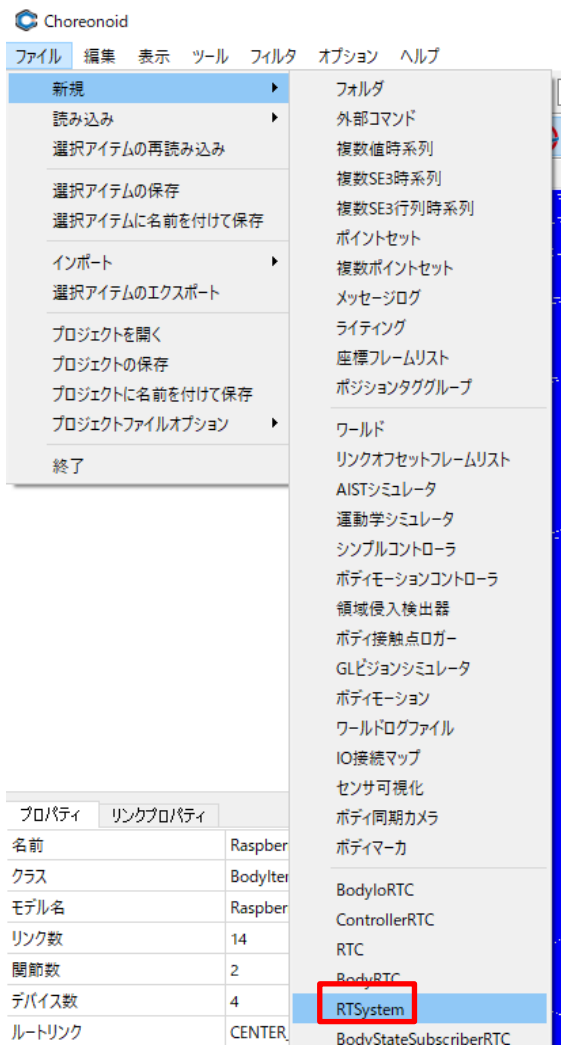 Choreonoid
ファイル 編集 表示 ツール フィルタ オプション ヘルプ
新規
読み込み
選択アイテムの再読み込み
選択アイテムの保存
選択アイテムに名前を付けて保存
インポート
選択アイテムのエクスポート
プロジェクトを開く
プロジェクトの保存
プロジェクトに名前を付けて保存
プロジェクトファイルオプション
終了
フォルダ
外部コマンド
複数値時系列
複数SE3時系列
複数SE3行列時系列
ポイントセット
複数ポイントセット
メッセージログ
ライティング
座標フレームリスト
ポジションタググループ
ワールド
リンクオフセットフレームリスト
AISTシミュレータ
運動学シミュレータ
シンプルコントローラ
ボディモーションコントローラ
領域侵入検出器
ボディ接触点ロガー
GLビジョンシミュレータ
ボディモーション
ワールドログファイル
IO接続マップ
センサ可視化
ボディ同期カメラ
ボディマーカ
BodyIoRTC
ControllerRTC
RTC
BodyRTC
RTSystem
BodyStateSubscriberRTC
プロパティ リンクプロパティ
名前 Raspber
クラス BodyIter
モデル名 Raspber
リンク数 14
関節数 2
デバイス数 4
ルートリンク CENTER_